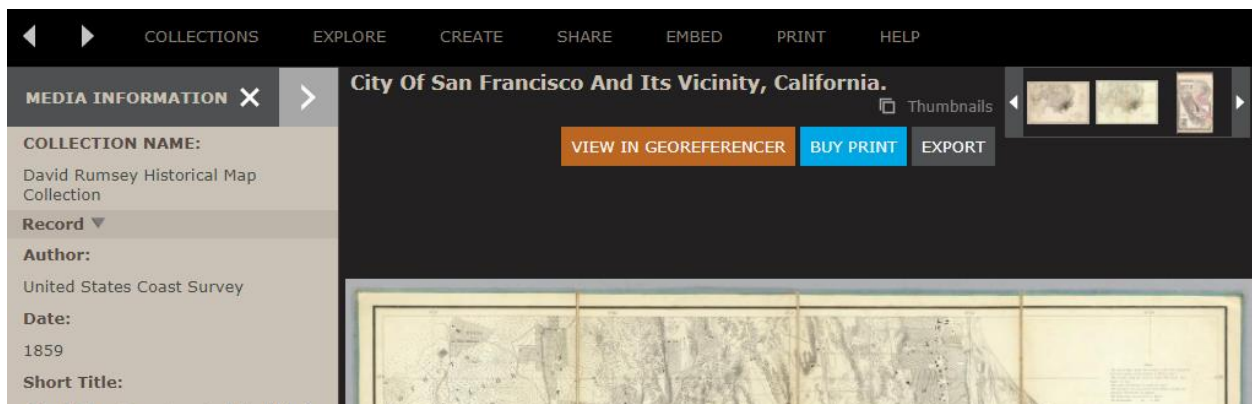 COLLECTIONS EXPLORE CREATE SHARE EMBED PRINT HELP
MEDIA INFORMATION
COLLECTION NAME:
David Rumsey Historical Map
Collection
Record
Author:
United States Coast Survey
Date:
1859
Short Title:
City Of San Francisco And Its Vicinity, California.
Thumbnails
VIEW IN GEOREFERENCER BUY PRINT EXPORT